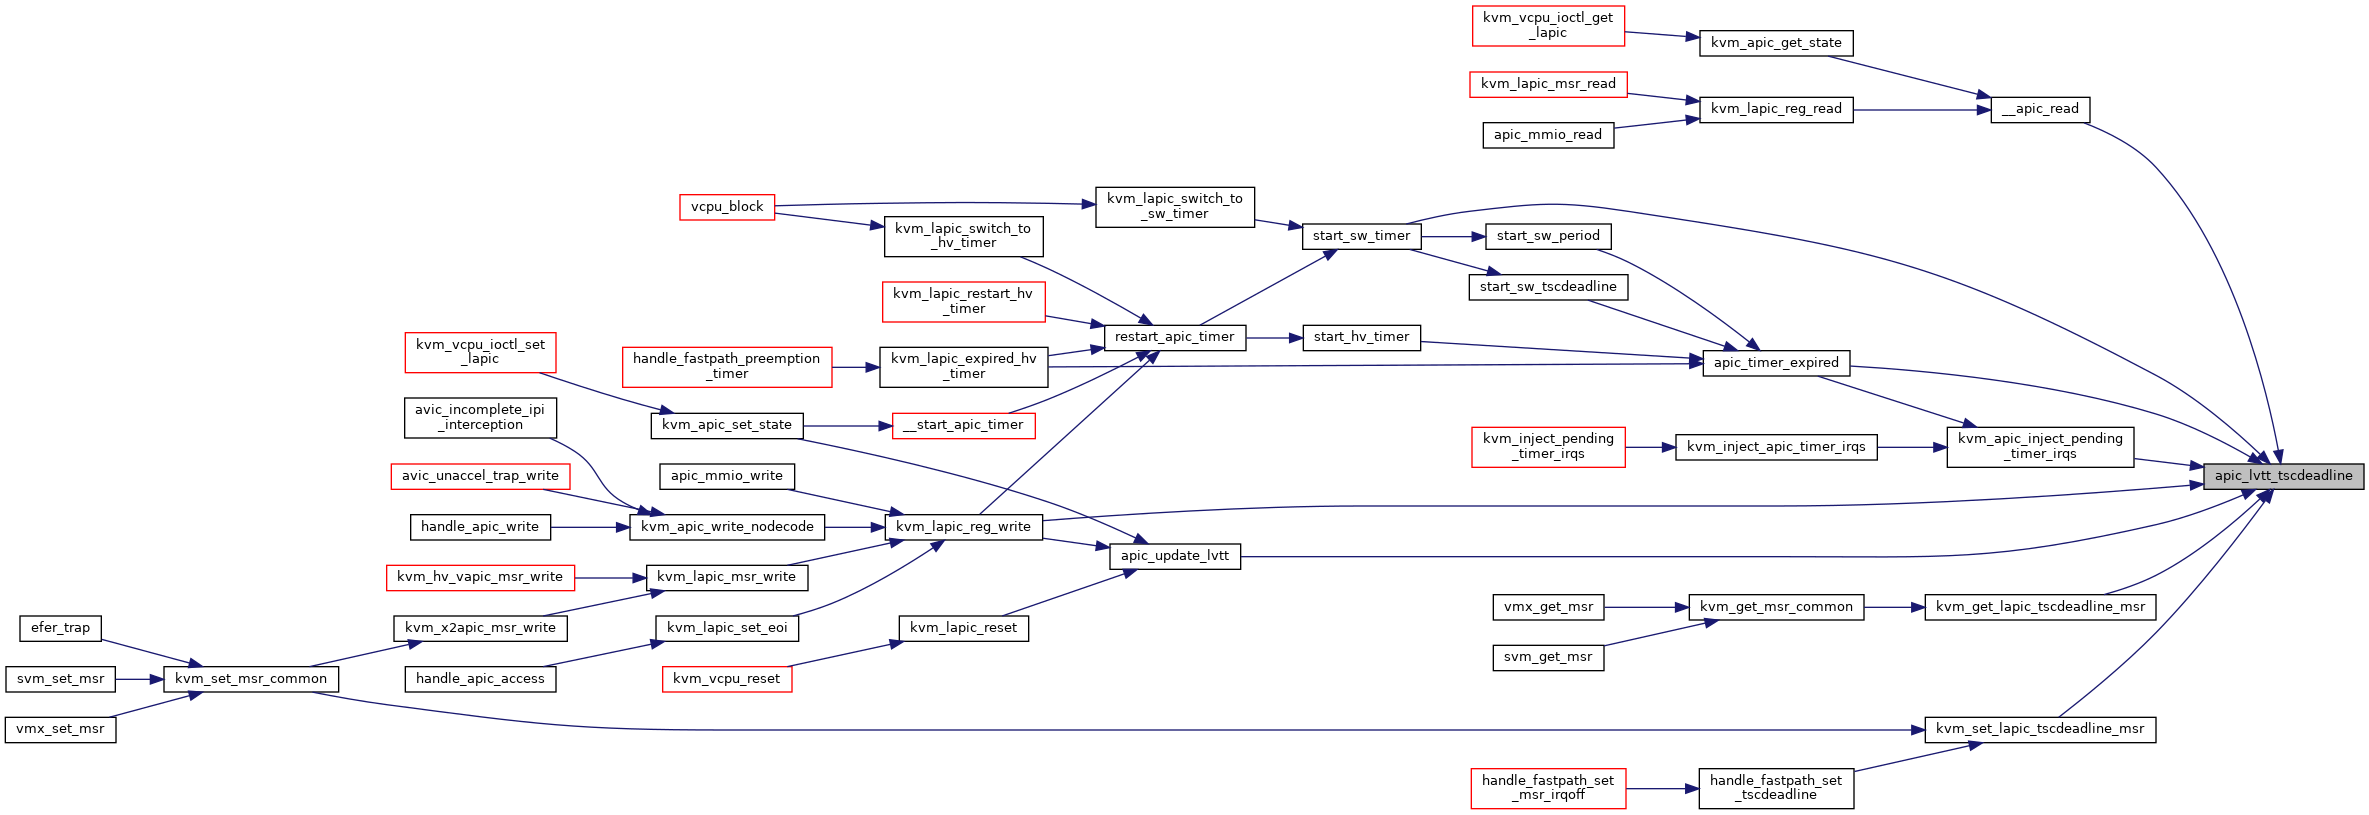 kvm_vcpu_ioctl_get
_lapic
kvm_apic_get_state
kvm_lapic_msr_read
kvm_lapic_reg_read
__apic_read
apic_mmio_read
vcpu_block
kvm_lapic_switch_to
_sw_timer
kvm_lapic_switch_to
_hv_timer
start_sw_timer
start_sw_period
start_sw_tscdeadline
kvm_lapic_restart_hv
_timer
restart_apic_timer
start_hv_timer
kvm_vcpu_ioctl_set
_lapic
handle_fastpath_preemption
_timer
kvm_lapic_expired_hv
_timer
apic_timer_expired
avic_incomplete_ipi
_interception
kvm_apic_set_state
__start_apic_timer
kvm_inject_pending
_timer_irqs
kvm_inject_apic_timer_irqs
kvm_apic_inject_pending
_timer_irqs
avic_unaccel_trap_write
apic_mmio_write
apic_lvtt_tscdeadline
handle_apic_write
kvm_apic_write_nodecode
kvm_lapic_reg_write
apic_update_lvtt
kvm_hv_vapic_msr_write
kvm_lapic_msr_write
vmx_get_msr
kvm_get_msr_common
kvm_get_lapic_tscdeadline_msr
efer_trap
kvm_x2apic_msr_write
kvm_lapic_set_eoi
kvm_lapic_reset
svm_get_msr
svm_set_msr
kvm_set_msr_common
handle_apic_access
kvm_vcpu_reset
vmx_set_msr
kvm_set_lapic_tscdeadline_msr
handle_fastpath_set
_msr_irqoff
handle_fastpath_set
_tscdeadline